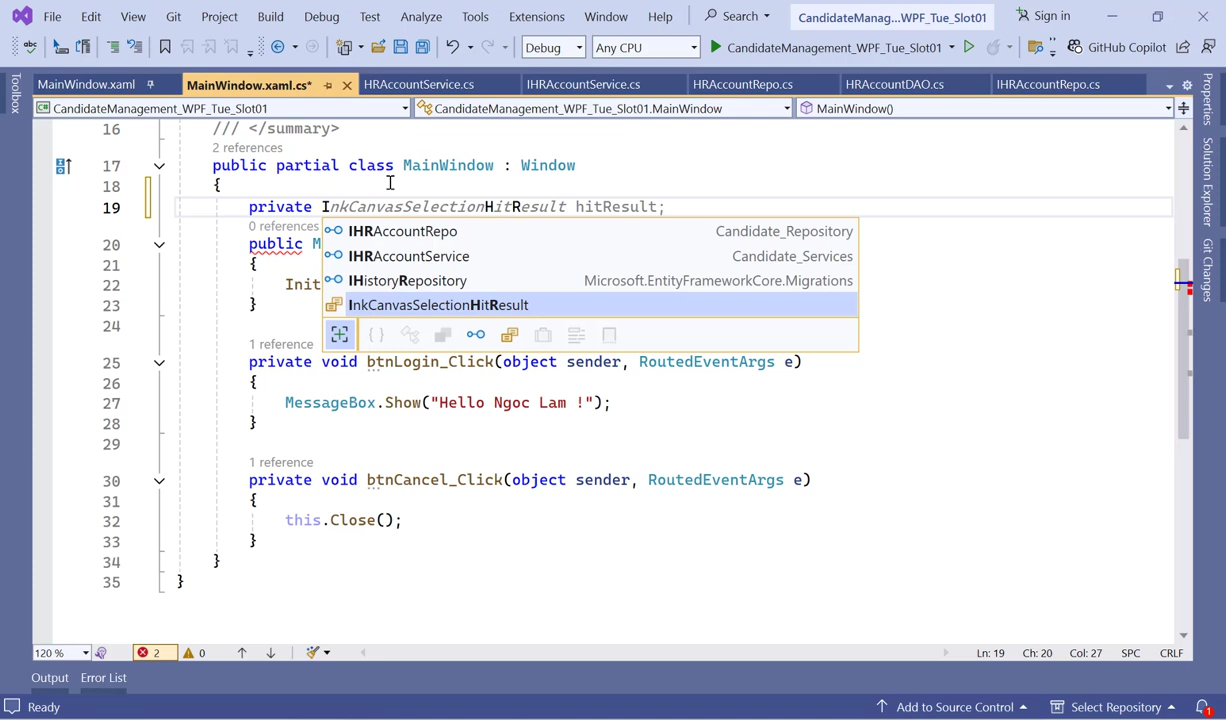 File Edit View Git Project Build Debug Test Analyze Tools Extensions Window Help Search CandidateManag...WPF_Tue_Slot01 Sign in
Debug Any CPU CandidateManagement_WPF_Tue_Slot01 GitHub Copilot
MainWindow.xaml MainWindow.xaml.cs* HRAccountService.cs IHRAccountService.cs HRAccountRepo.cs HRAccountDAO.cs IHRAccountRepo.cs
CandidateManagement_WPF_Tue_Slot01 CandidateManagement_WPF_Tue_Slot01.MainWindow MainWindow()
Toolbox
Properties
Solution Explorer
Git Changes
16 /// </summary>
2 references
17 public partial class MainWindow : Window
18 {
19 private InkCanvasSelectionHitResult hitResult;
0 references
IHRAccountRepo Candidate_Repository
20 public M
IHRAccountService Candidate_Services
21 {
IHistoryRepository Microsoft.EntityFrameworkCore.Migrations
22 Init
InkCanvasSelectionHitResult
23 }
24
1 reference
25 private void btnLogin_Click(object sender, RoutedEventArgs e)
26 {
27 MessageBox.Show("Hello Ngoc Lam !");
28 }
29
1 reference
30 private void btnCancel_Click(object sender, RoutedEventArgs e)
31 {
32 this.Close();
33 }
34 }
35 }
120 % 2 0 Ln: 19 Ch: 20 Col: 27 SPC CRLF
Output Error List
Ready Add to Source Control Select Repository 1